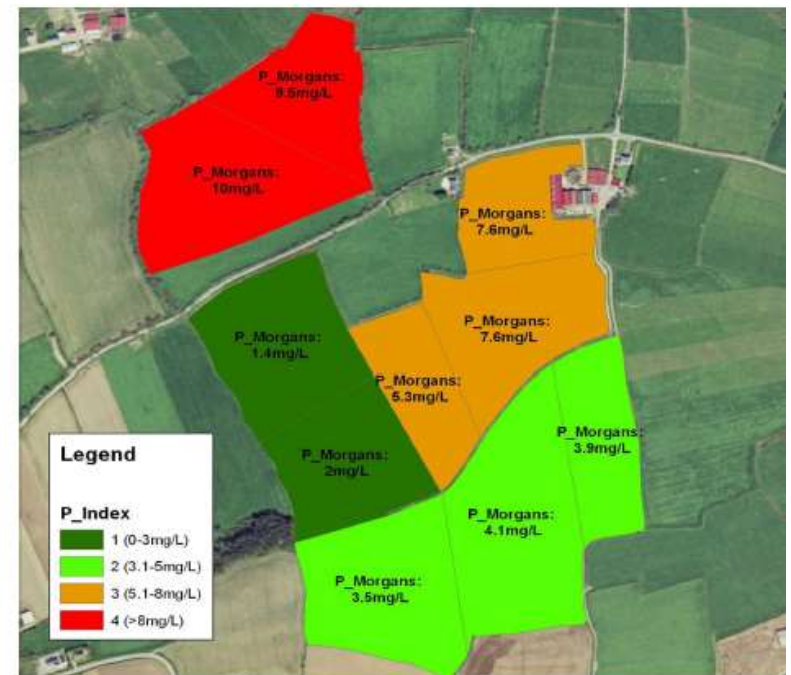 P_Morgans:
9.5mg/L
P_Morgans:
10mg/L
P_Morgans:
7.6mg/L
P_Morgans:
1.4mg/L
P_Morgans:
7.6mg/L
P_Morgans:
5.3mg/L
P_Morgans:
3.9mg/L
P_Morgans:
2mg/L
P_Morgans:
4.1mg/L
P_Morgans:
3.5mg/L
Legend
P_Index
1 (0-3mg/L)
2 (3.1-5mg/L)
3 (5.1-8mg/L)
4 (>8mg/L)